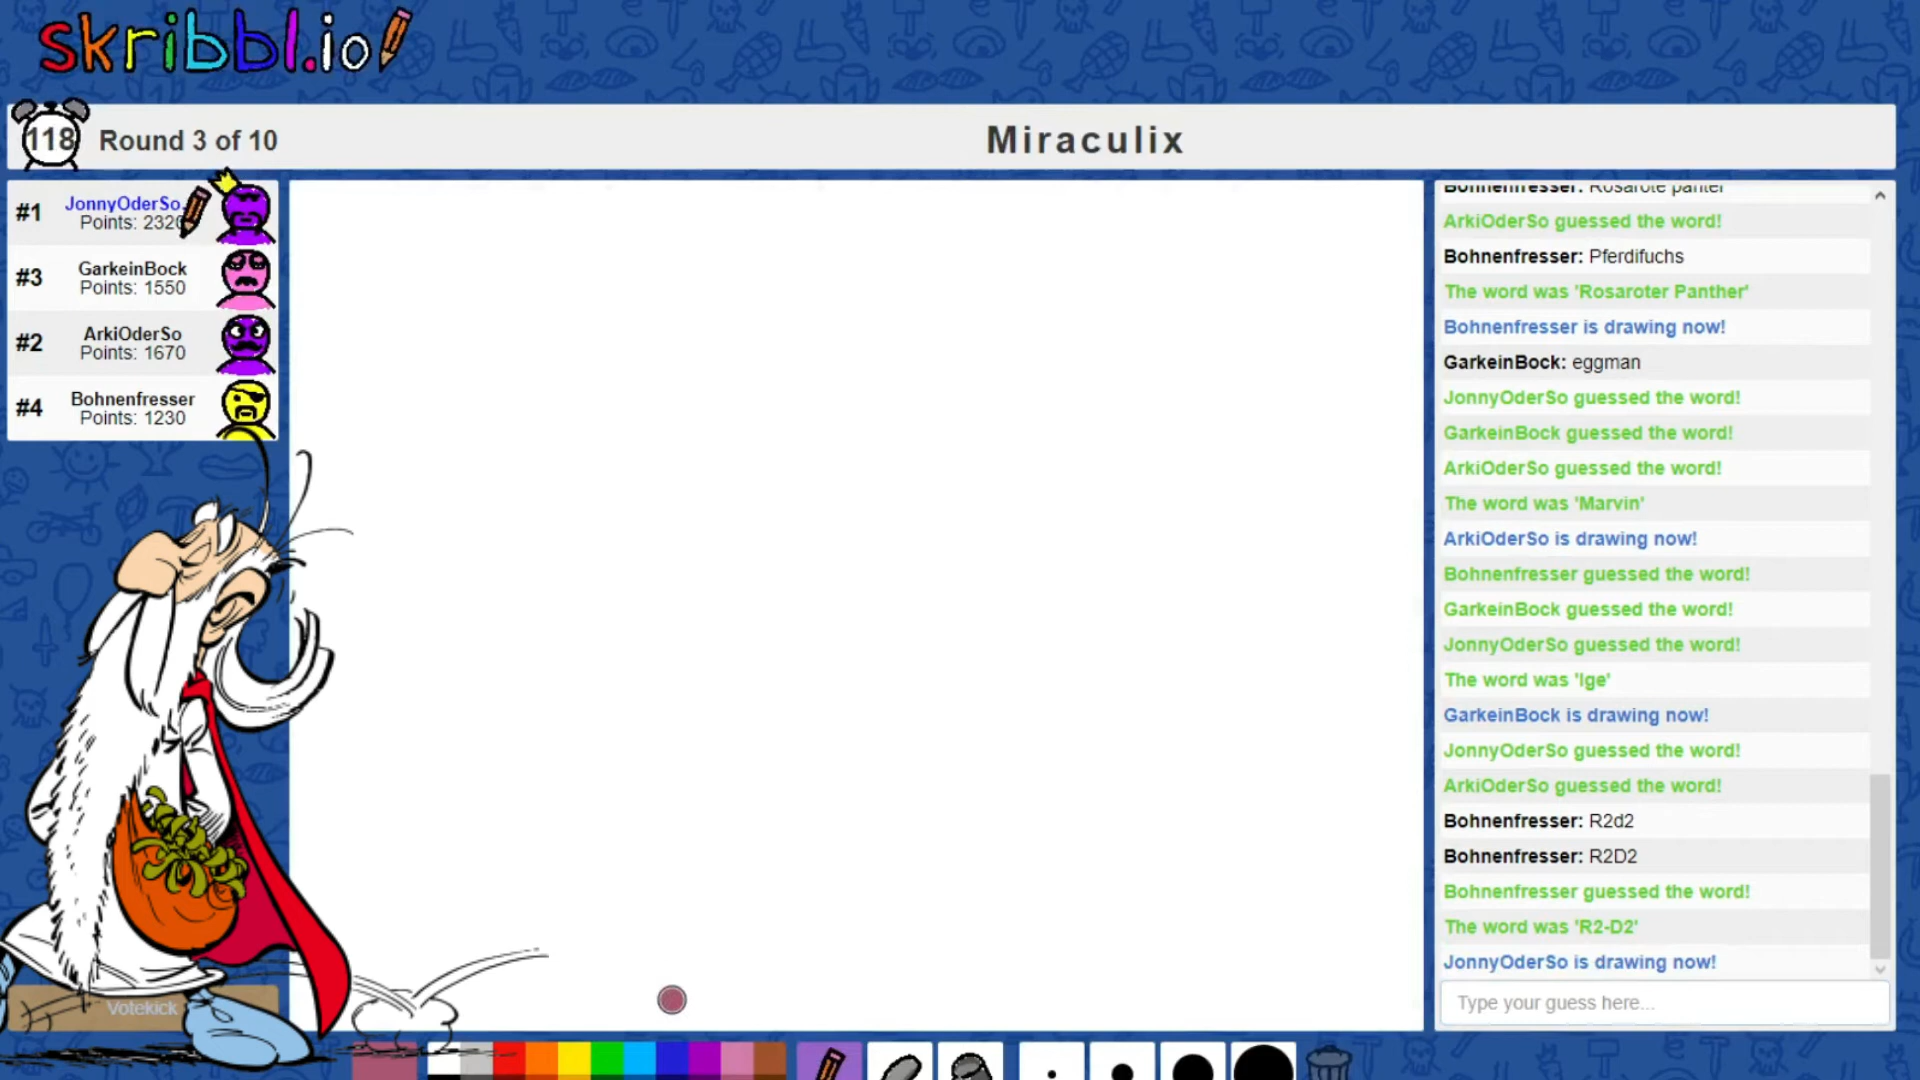 skribbl.io
118
Round 3 of 10
Miraculix
#1
JonnyOderSo
Points: 2320
#3
GarkeinBock
Points: 1550
#2
ArkiOderSo
Points: 1670
#4
Bohnenfresser
Points: 1230
Votekick
Bohnenfresser: Rosarote panter
ArkiOderSo guessed the word!
Bohnenfresser: Pferdifuchs
The word was 'Rosaroter Panther'
Bohnenfresser is drawing now!
GarkeinBock: eggman
JonnyOderSo guessed the word!
GarkeinBock guessed the word!
ArkiOderSo guessed the word!
The word was 'Marvin'
ArkiOderSo is drawing now!
Bohnenfresser guessed the word!
GarkeinBock guessed the word!
JonnyOderSo guessed the word!
The word was 'Ige'
GarkeinBock is drawing now!
JonnyOderSo guessed the word!
ArkiOderSo guessed the word!
Bohnenfresser: R2d2
Bohnenfresser: R2D2
Bohnenfresser guessed the word!
The word was 'R2-D2'
JonnyOderSo is drawing now!
Type your guess here...